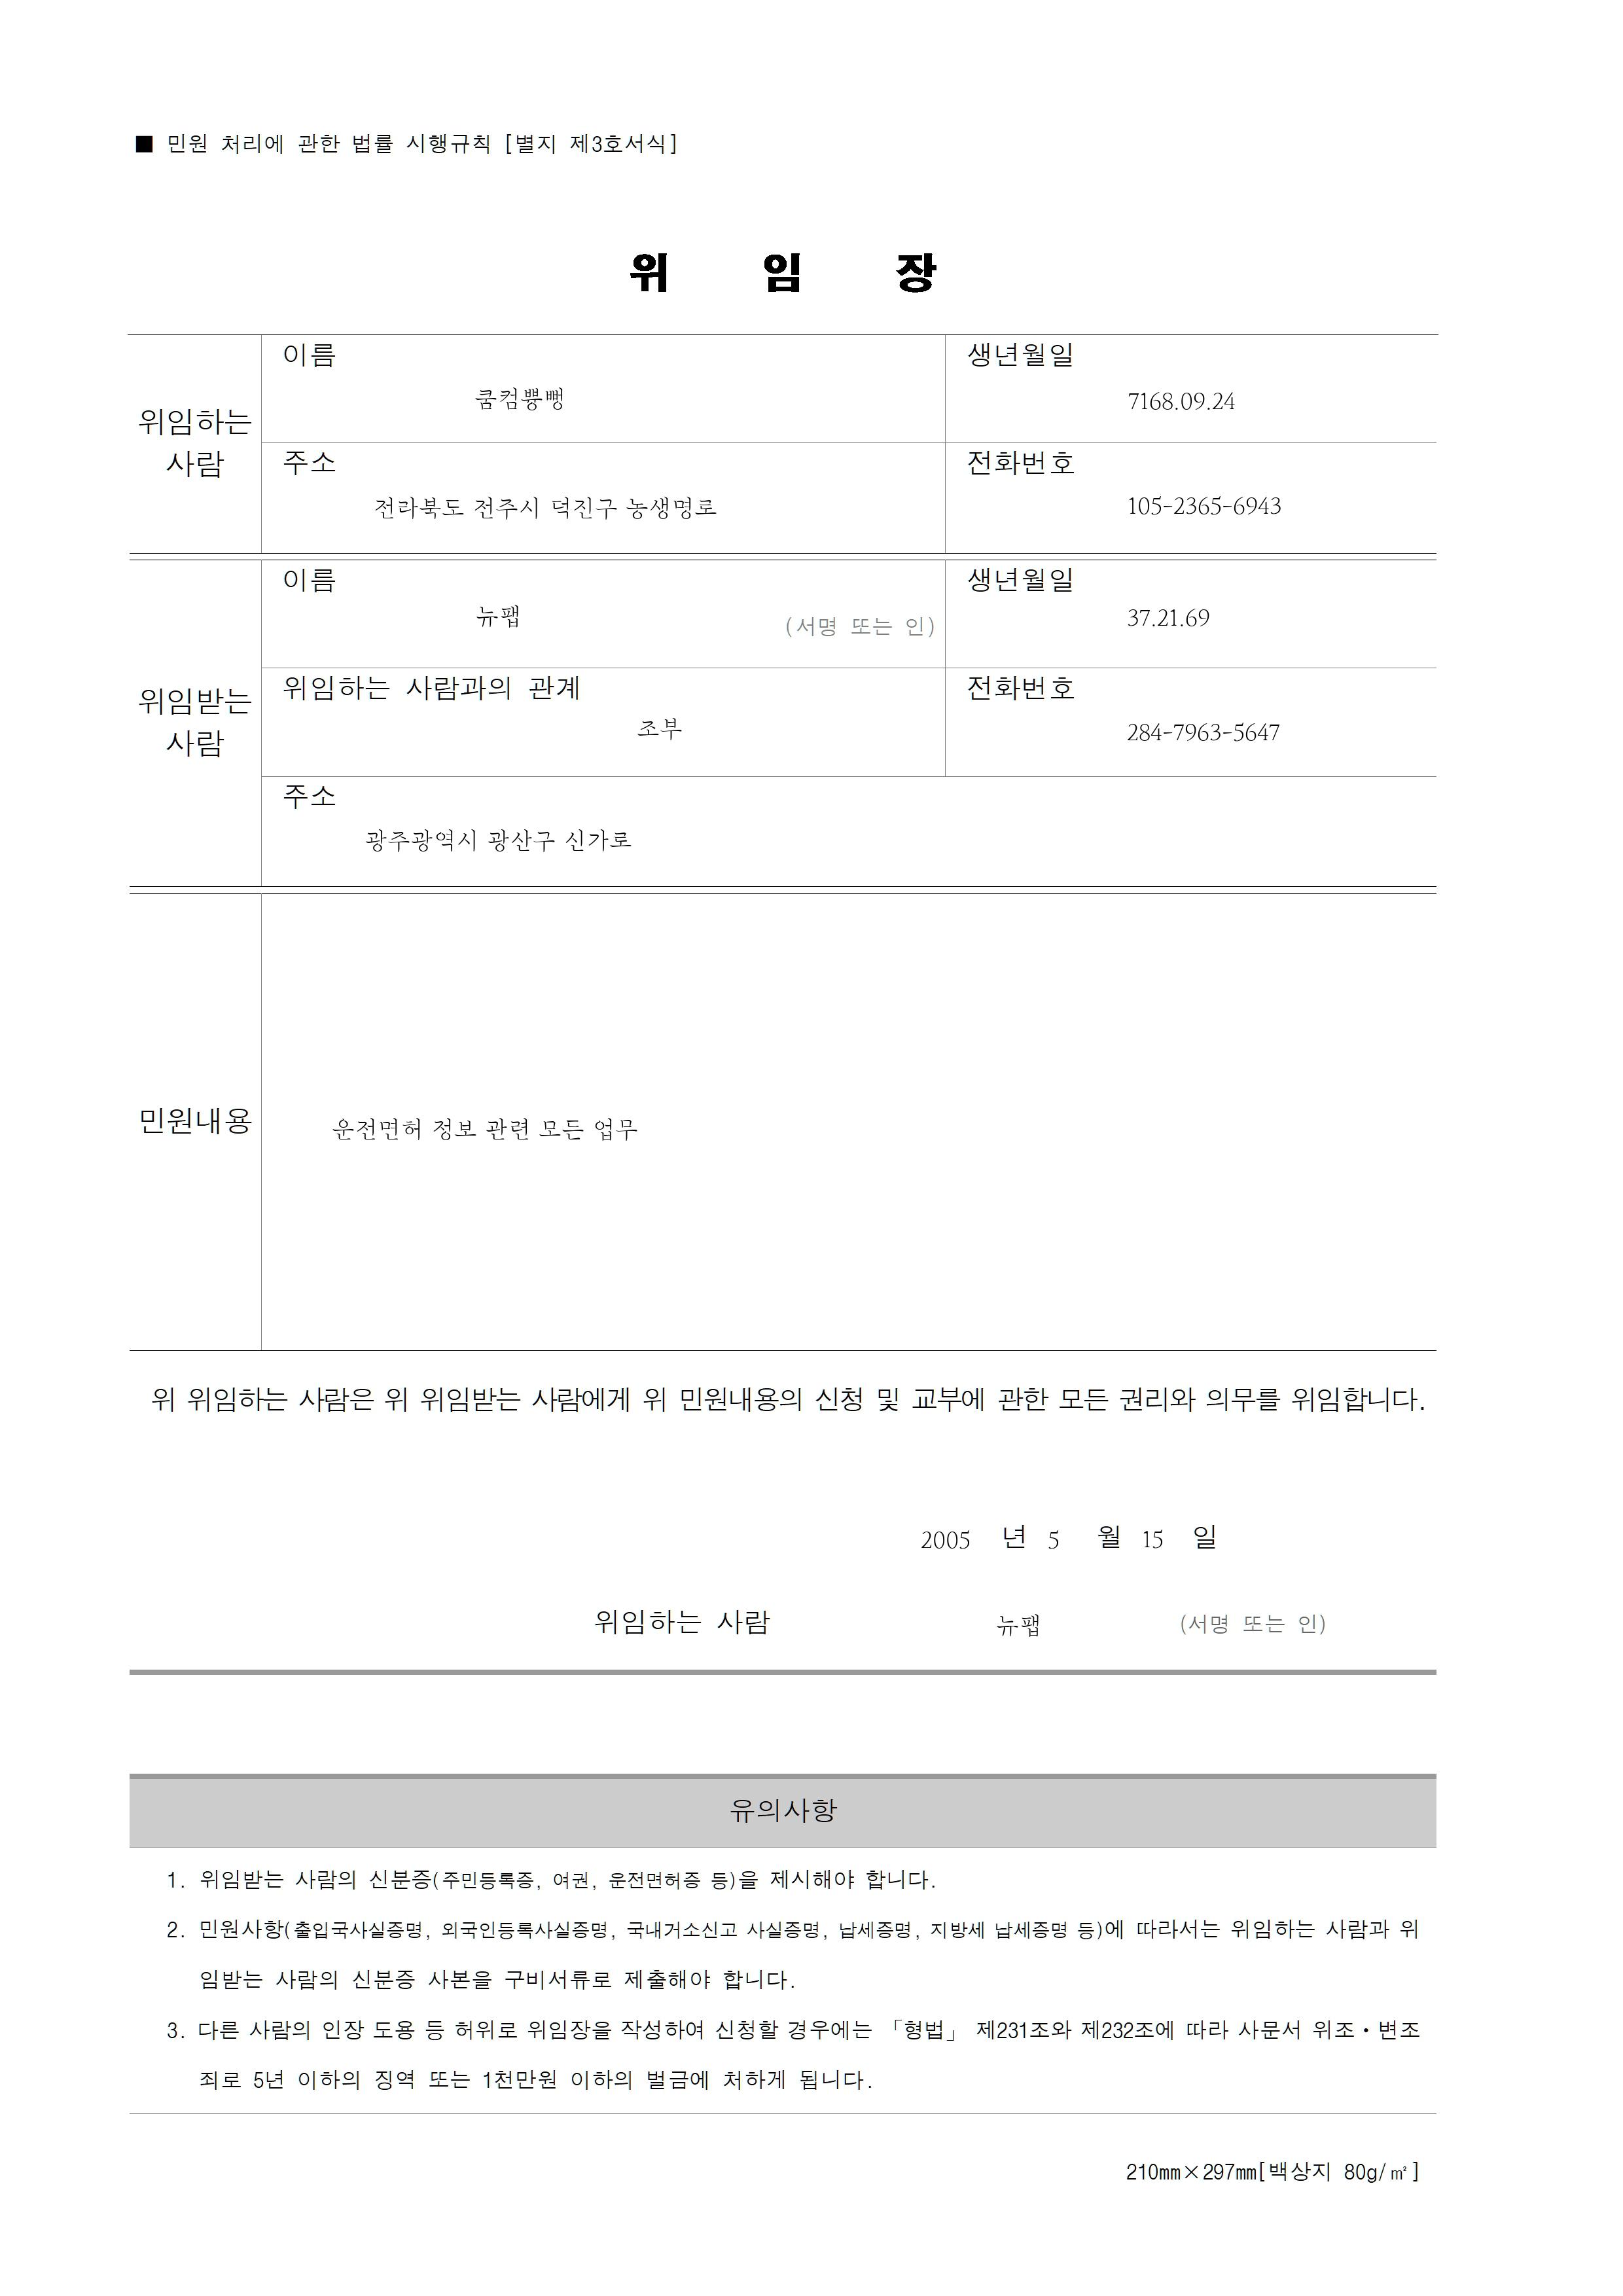 ■ 민원 처리에 관한 법률 시행규칙 [별지 제3호서식]
위 임 장
위임하는 사람
이름
쿰컴쁑뻥
생년월일
7168.09.24
주소
전라북도 전주시 덕진구 농생명로
전화번호
105-2365-6943
위임받는 사람
이름
뉴팹
(서명 또는 인)
생년월일
37.21.69
위임하는 사람과의 관계
조부
전화번호
284-7963-5647
주소
광주광역시 광산구 신가로
민원내용
운전면허 정보 관련 모든 업무
위 위임하는 사람은 위 위임받는 사람에게 위 민원내용의 신청 및 교부에 관한 모든 권리와 의무를 위임합니다.
2005 년 5 월 15 일
위임하는 사람 뉴팹 (서명 또는 인)
유의사항
1. 위임받는 사람의 신분증(주민등록증, 여권, 운전면허증 등)을 제시해야 합니다.
2. 민원사항(출입국사실증명, 외국인등록사실증명, 국내거소신고 사실증명, 납세증명, 지방세 납세증명 등)에 따라서는 위임하는 사람과 위
임받는 사람의 신분증 사본을 구비서류로 제출해야 합니다.
3. 다른 사람의 인장 도용 등 허위로 위임장을 작성하여 신청할 경우에는 「형법」 제231조와 제232조에 따라 사문서 위조·변조
죄로 5년 이하의 징역 또는 1천만원 이하의 벌금에 처하게 됩니다.
210㎜×297㎜[백상지 80g/㎡]